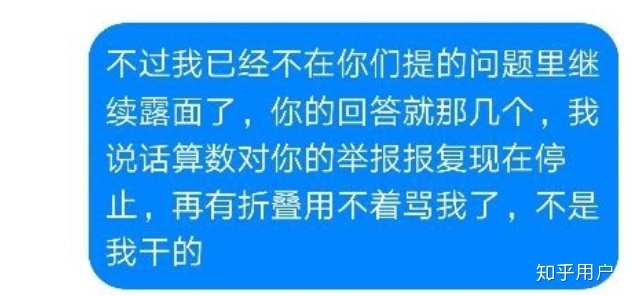 不过我已经不在你们提的问题里继
续露面了，你的回答就那几个，我
说话算数对你的举报报复现在停
止，再有折叠用不着骂我了，不是
我干的
知乎用户